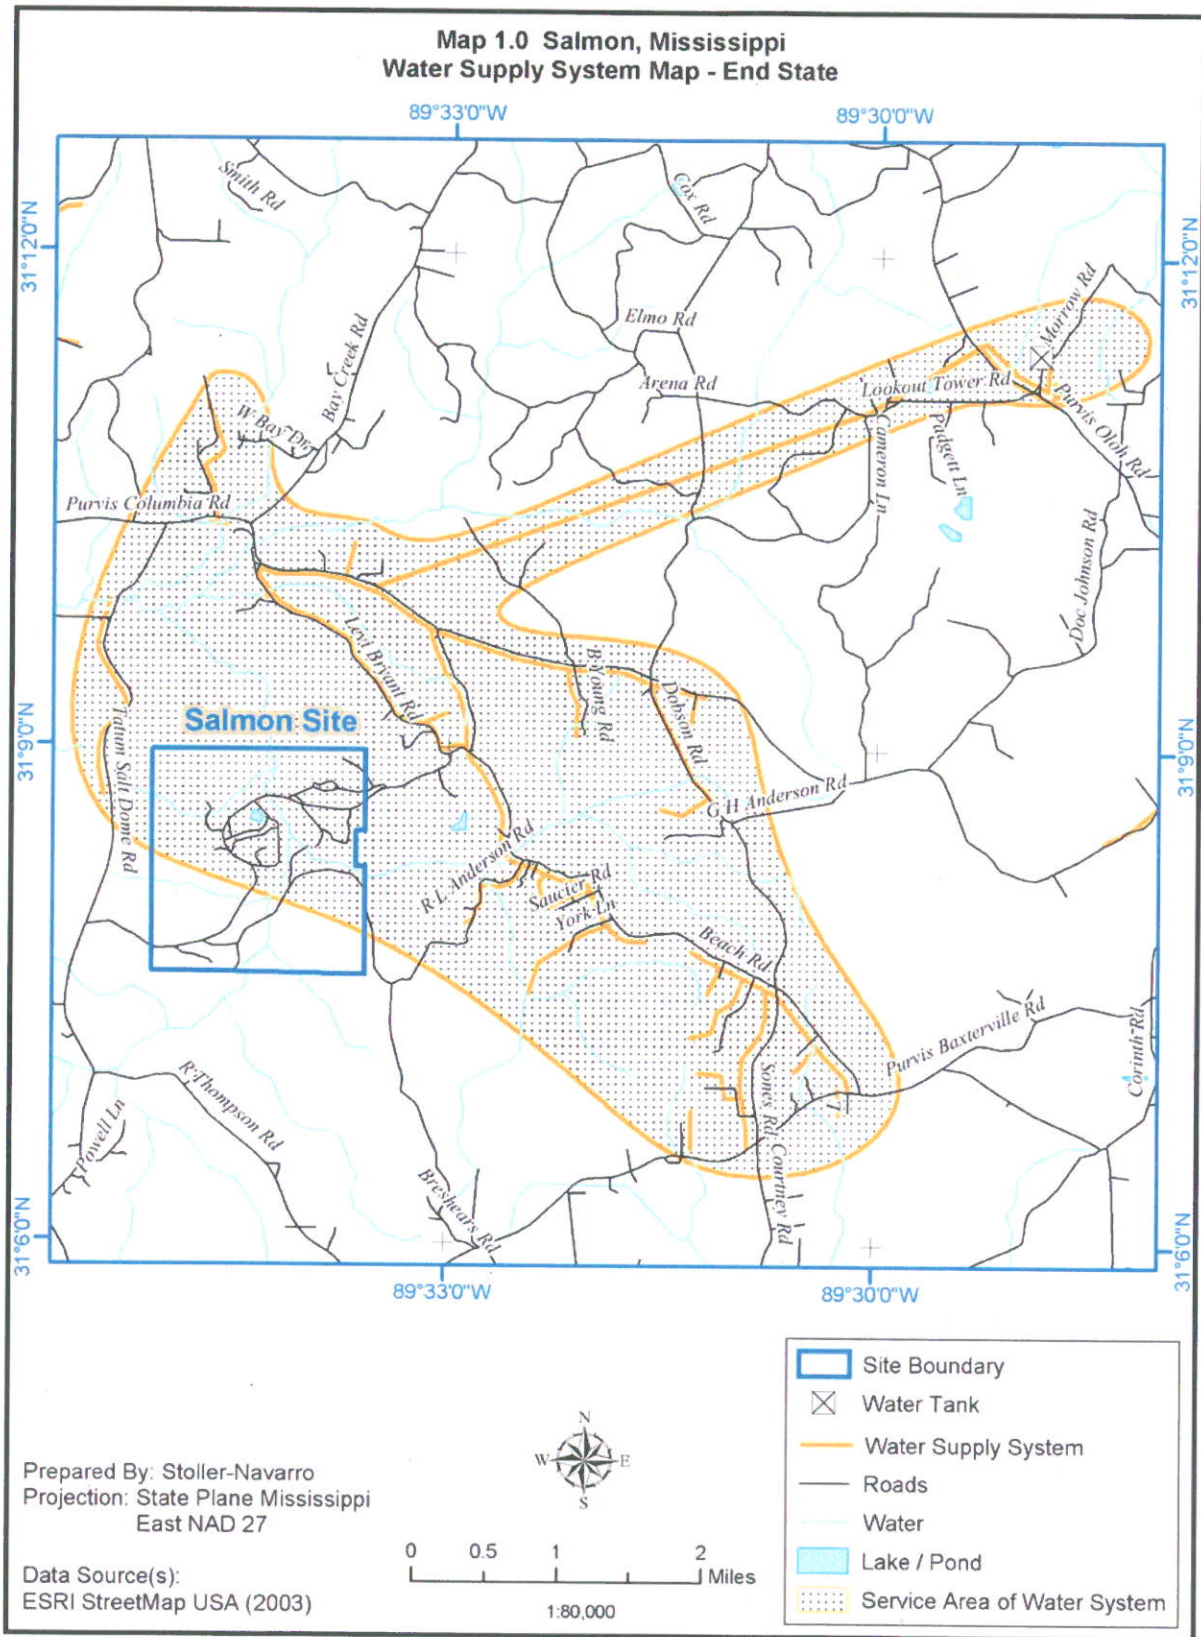 Map 1.0 Salmon, Mississippi
Water Supply System Map - End State
89°33'0"W
89°30'0"W
31°12'0"N
31°12'0"N
Smith Rd
Cox Rd
Bay Creek Rd
Elmo Rd
Morrow Rd
Arena Rd
Lookout Tower Rd
W Bay Dr
Purvis Oloh Rd
Cameron Ln
Padgett Ln
Purvis Columbia Rd
Doc Johnson Rd
Levi Bryant Rd
B Young Rd
Dobson Rd
Tatum Salt Dome Rd
Salmon Site
31°9'0"N
31°9'0"N
G H Anderson Rd
R L Anderson Rd
Saucier Rd
York Ln
Beach Rd
Purvis Baxterville Rd
Corinth Rd
R Thompson Rd
Powell Ln
Sones Rd
Courtney Rd
Breshears Rd
31°6'0"N
31°6'0"N
89°33'0"W
89°30'0"W
Site Boundary
Water Tank
Water Supply System
Roads
Water
Lake / Pond
Service Area of Water System
N
W
E
S
Prepared By: Stoller-Navarro
Projection: State Plane Mississippi
East NAD 27
Data Source(s):
ESRI StreetMap USA (2003)
0 0.5 1 2
Miles
1:80,000